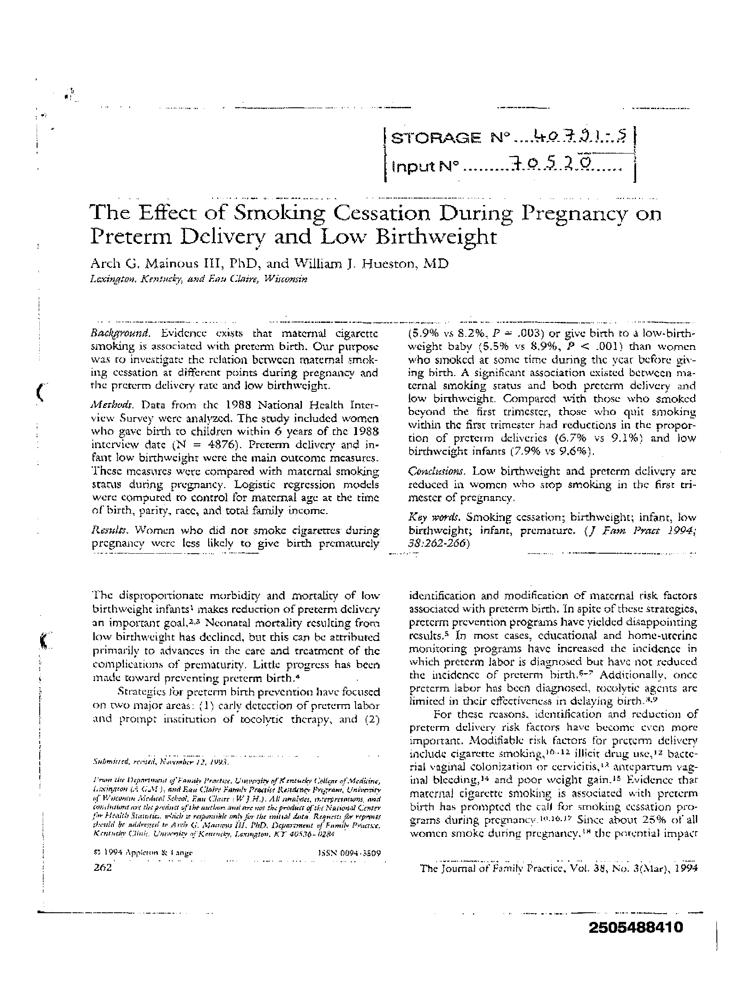 STORAGE N° ....40791-5
Input N° .........70520.....
The Effect of Smoking Cessation During Pregnancy on
Preterm Delivery and Low Birthweight
Arch G. Mainous III, PhD, and William J. Hueston, MD
Lexington, Kentucky, and Eau Claire, Wisconsin
Background. Evidence exists that maternal cigarette
smoking is associated with preterm birth. Our purpose
was to investigate the relation between maternal smok-
ing cessation at different points during pregnancy and
the preterm delivery rate and low birthweight.
Methods. Data from the 1988 National Health Inter-
view Survey were analyzed. The study included women
who gave birth to children within 6 years of the 1988
interview date (N = 4876). Preterm delivery and in-
fant low birthweight were the main outcome measures.
These measures were compared with maternal smoking
status during pregnancy. Logistic regression models
were computed to control for maternal age at the time
of birth, parity, race, and total family income.
Results. Women who did not smoke cigarettes during
pregnancy were less likely to give birth prematurely
(5.9% vs 8.2%, P = .003) or give birth to a low-birth-
weight baby (5.5% vs 8.9%, P < .001) than women
who smoked at some time during the year before giv-
ing birth. A significant association existed between ma-
ternal smoking status and both preterm delivery and
low birthweight. Compared with those who smoked
beyond the first trimester, those who quit smoking
within the first trimester had reductions in the propor-
tion of preterm deliveries (6.7% vs 9.1%) and low
birthweight infants (7.9% vs 9.6%).
Conclusions. Low birthweight and preterm delivery are
reduced in women who stop smoking in the first tri-
mester of pregnancy.
Key words. Smoking cessation; birthweight; infant, low
birthweight; infant, premature. (J Fam Pract 1994;
38:262-266)
The disproportionate morbidity and mortality of low
birthweight infants¹ makes reduction of preterm delivery
an important goal.²,³ Neonatal mortality resulting from
low birthweight has declined, but this can be attributed
primarily to advances in the care and treatment of the
complications of prematurity. Little progress has been
made toward preventing preterm birth.⁴
Strategies for preterm birth prevention have focused
on two major areas: (1) early detection of preterm labor
and prompt institution of tocolytic therapy, and (2)
Submitted, revised, November 12, 1993.
From the Department of Family Practice, University of Kentucky College of Medicine,
Lexington (A.G.M.), and Eau Claire Family Practice Residency Program, University
of Wisconsin Medical School, Eau Claire (W.J.H.). All analyses, interpretations, and
conclusions are the product of the authors and are not the product of the National Center
for Health Statistics, which is responsible only for the initial data. Requests for reprints
should be addressed to Arch G. Mainous III, PhD, Department of Family Practice,
Kentucky Clinic, University of Kentucky, Lexington, KY 40536-0284
© 1994 Appleton & Lange ISSN 0094-3509
262
identification and modification of maternal risk factors
associated with preterm birth. In spite of these strategies,
preterm prevention programs have yielded disappointing
results.⁵ In most cases, educational and home-uterine
monitoring programs have increased the incidence in
which preterm labor is diagnosed but have not reduced
the incidence of preterm birth.⁶⁻⁷ Additionally, once
preterm labor has been diagnosed, tocolytic agents are
limited in their effectiveness in delaying birth.⁸,⁹
For these reasons, identification and reduction of
preterm delivery risk factors have become even more
important. Modifiable risk factors for preterm delivery
include cigarette smoking,¹⁰⁻¹² illicit drug use,¹² bacte-
rial vaginal colonization or cervicitis,¹³ antepartum vag-
inal bleeding,¹⁴ and poor weight gain.¹⁵ Evidence that
maternal cigarette smoking is associated with preterm
birth has prompted the call for smoking cessation pro-
grams during pregnancy.¹⁰,¹⁶,¹⁷ Since about 25% of all
women smoke during pregnancy,¹⁸ the potential impact
The Journal of Family Practice, Vol. 38, No. 3(Mar), 1994
2505488410